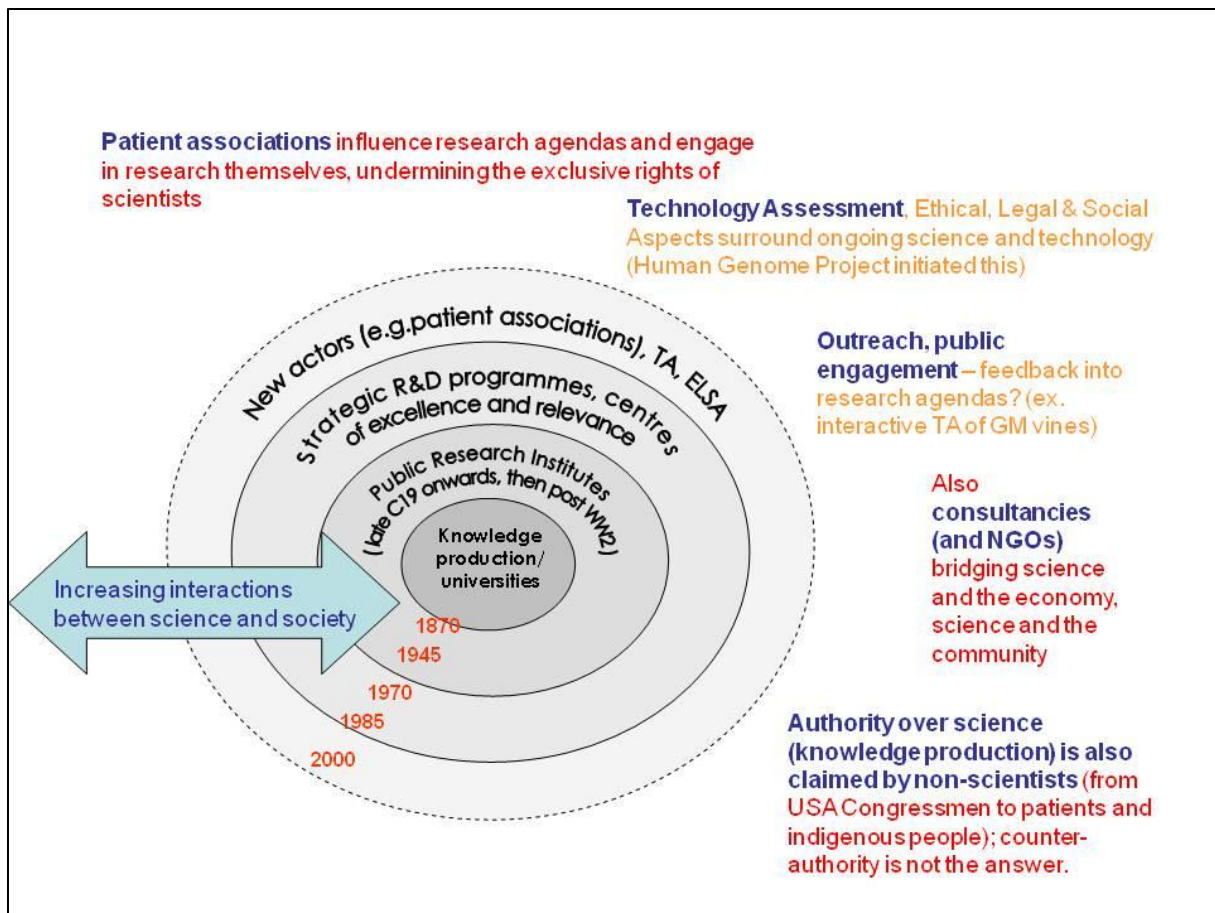 Patient associations influence research agendas and engage
in research themselves, undermining the exclusive rights of
scientists
Technology Assessment, Ethical, Legal & Social
Aspects surround ongoing science and technology
(Human Genome Project initiated this)
Outreach, public
engagement – feedback into
research agendas? (ex.
interactive TA of GM vines)
Also
consultancies
(and NGOs)
bridging science
and the economy,
science and the
community
Authority over science
(knowledge production) is also
claimed by non-scientists (from
USA Congressmen to patients and
indigenous people); counter-
authority is not the answer.
New actors (e.g.patient associations), TA, ELSA
Strategic R&D programmes, centres
of excellence and relevance
Public Research Institutes
(late C19 onwards, then post WW2)
Knowledge
production/
universities
Increasing interactions
between science and society
1870
1945
1970
1985
2000